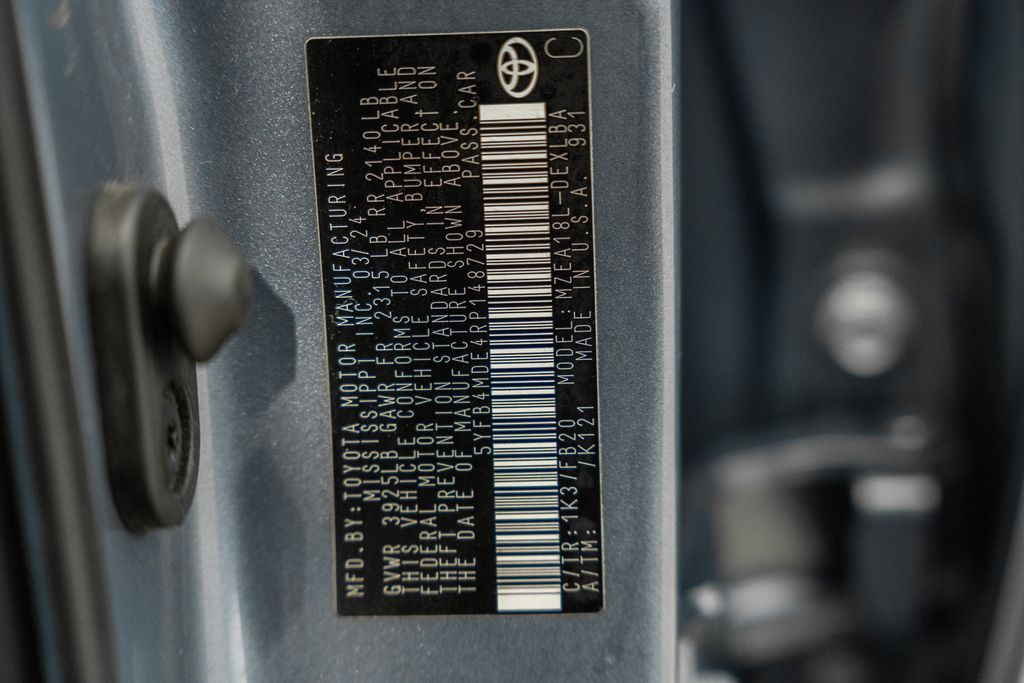 MFD.BY:TOYOTA MOTOR MANUFACTURING
MISSISSIPPI INC.03/24
GVWR 3925LB GAWR FR 2315 LB RR 2140LB
THIS VEHICLE CONFORMS TO ALL APPLICABLE
FEDERAL MOTOR VEHICLE SAFETY BUMPER AND
THEFT PREVENTION STANDARDS IN EFFECT ON
THE DATE OF MANUFACTURE SHOWN ABOVE.
5YFB4MDE4RP148729 PASS.CAR
C/TR:1K3/FB20 MODEL:MZEA18L-DEXLBA
A/TM: -/K121 MADE IN U.S.A. 931
C